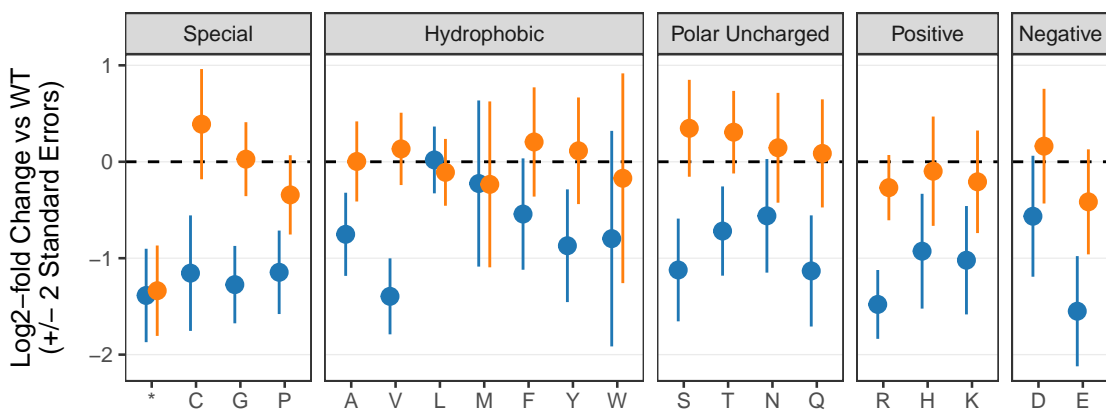 Special Hydrophobic Polar Uncharged Positive Negative
Log2−fold Change vs WT
(+/− 2 Standard Errors)
1
0
−1
−2
* C G P A V L M F Y W S T N Q R H K D E